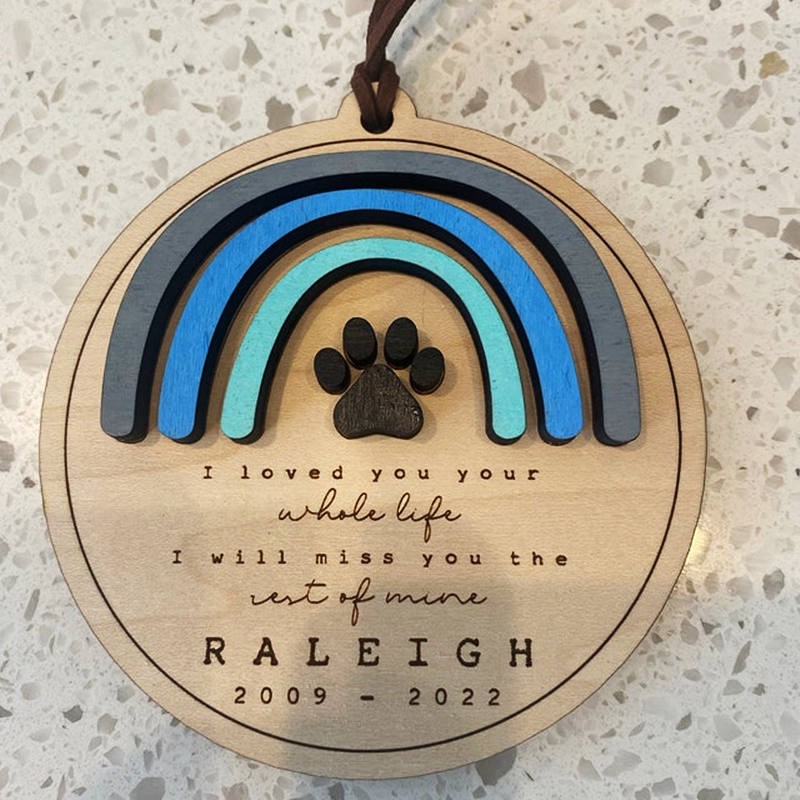 I loved you your
whole life
I will miss you the
rest of mine
RALEIGH
2009 - 2022